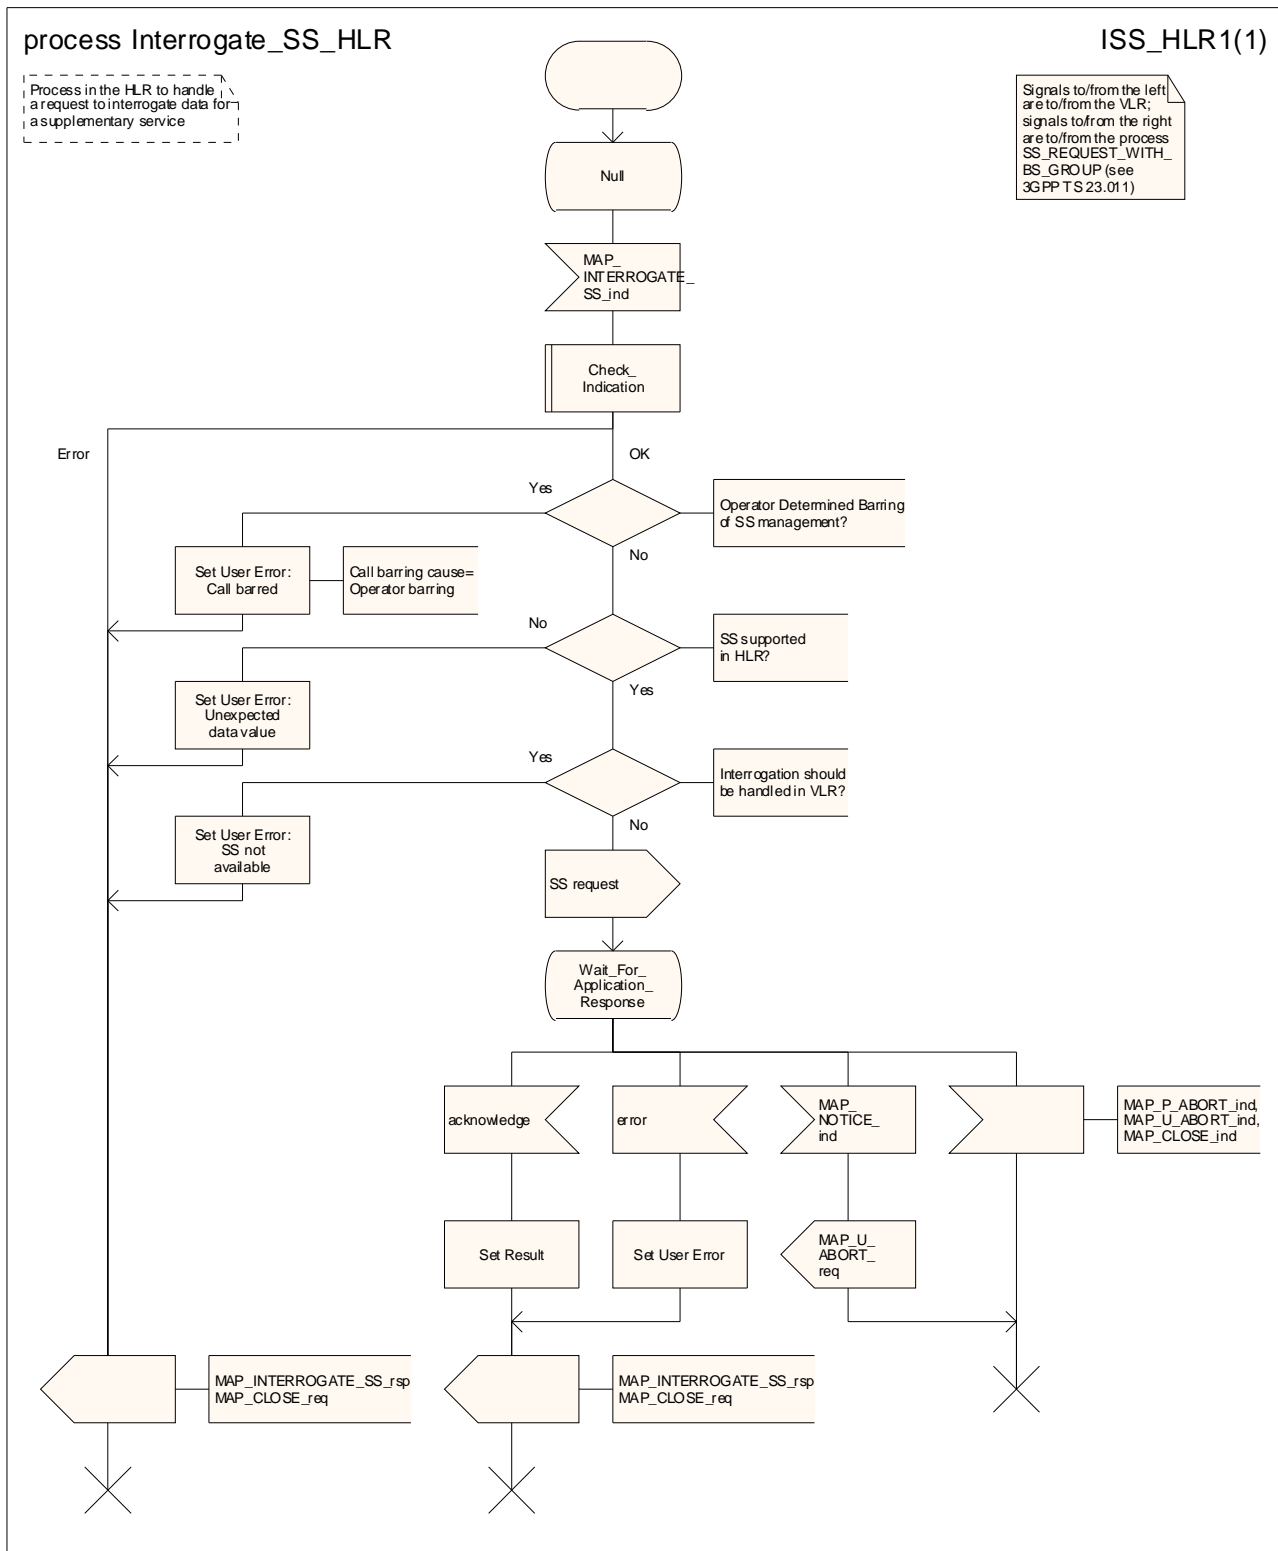 process Interrogate_SS_HLR
ISS_HLR1(1)
Process in the HLR to handle
a request to interrogate data for
a supplementary service
Signals to/from the left
are to/from the VLR;
signals to/from the right
are to/from the process
SS_REQUEST_WITH_
BS_GROUP (see
3GPP TS 23.011)
Null
MAP_
INTERROGATE_
SS_ind
Check_
Indication
Error
OK
Yes
Operator Determined Barring
of SS management?
No
Set User Error:
Call barred
Call barring cause=
Operator barring
No
SS supported
in HLR?
Yes
Set User Error:
Unexpected
data value
Yes
Interrogation should
be handled in VLR?
No
Set User Error:
SS not
available
SS request
Wait_For_
Application_
Response
acknowledge
error
MAP_
NOTICE_
ind
MAP_P_ABORT_ind,
MAP_U_ABORT_ind,
MAP_CLOSE_ind
Set Result
Set User Error
MAP_U_
ABORT_
req
MAP_INTERROGATE_SS_rsp
MAP_CLOSE_req
MAP_INTERROGATE_SS_rsp
MAP_CLOSE_req